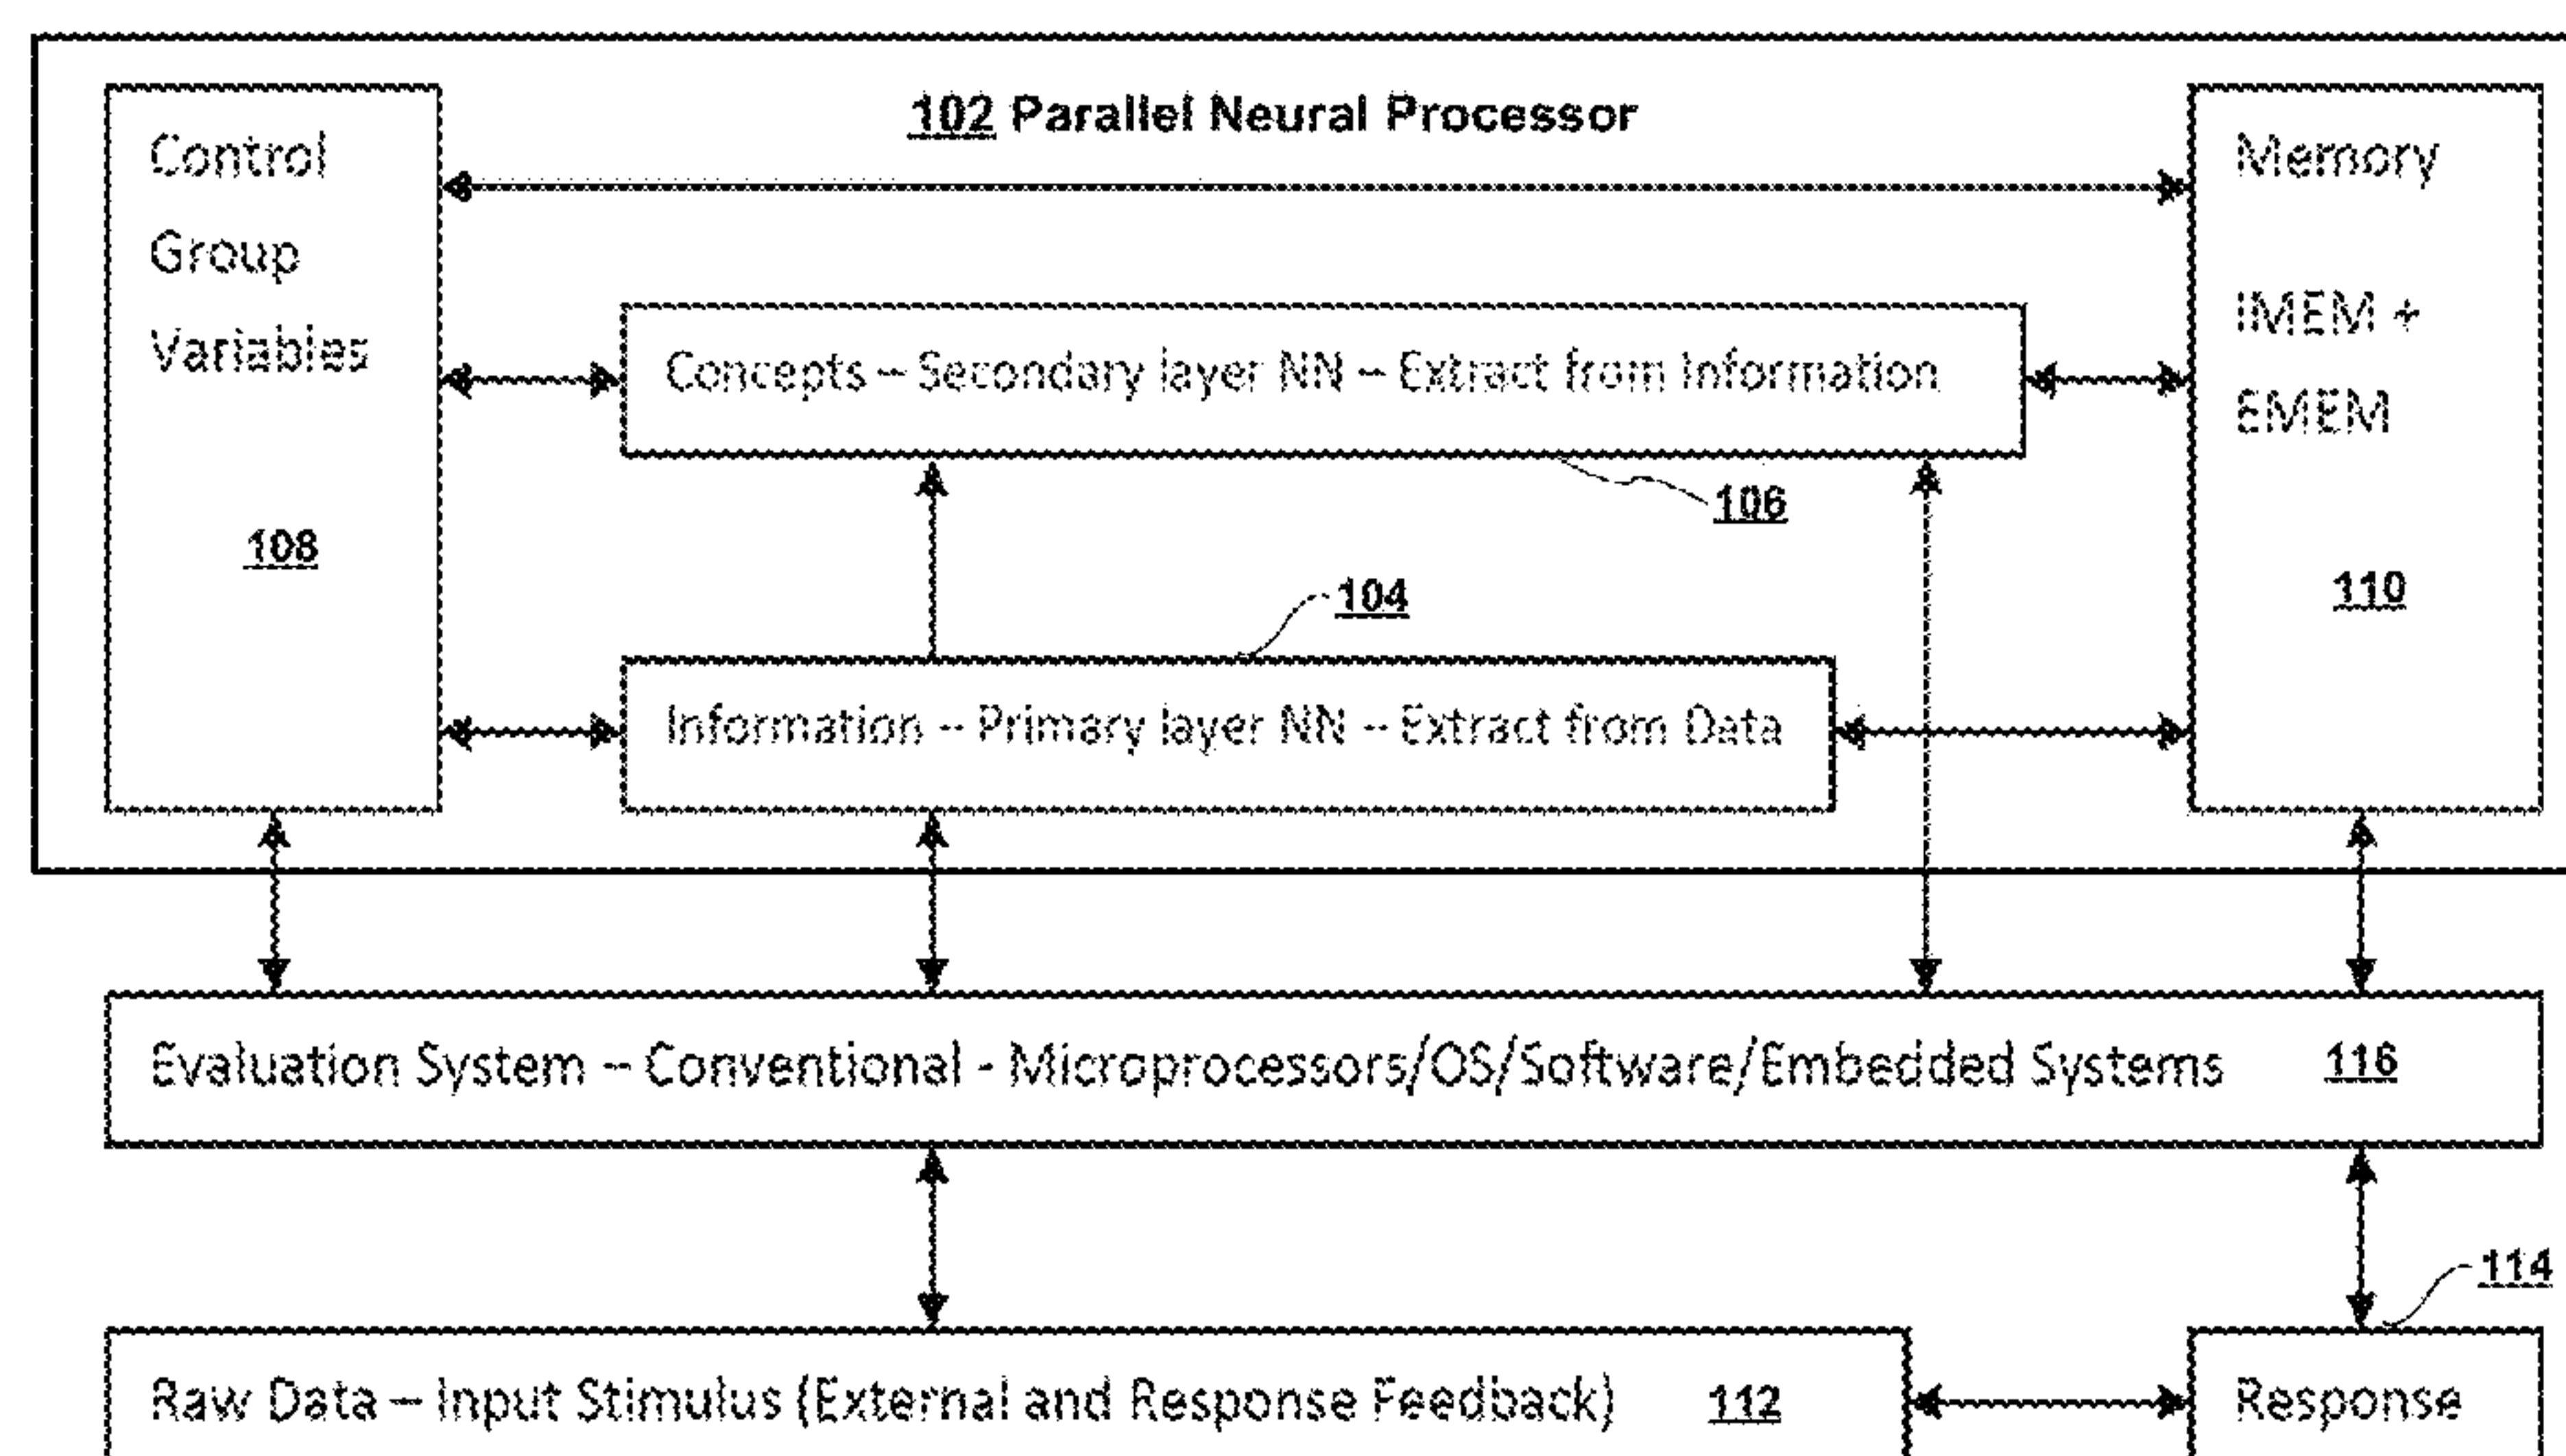 102 Parallel Neural Processor
Control
Group
Variables
108
Memory
IMEM +
EMEM
110
Concepts – Secondary layer NN – Extract from Information
106
104
Information – Primary layer NN – Extract from Data
Evaluation System – Conventional - Microprocessors/OS/Software/Embedded Systems 116
114
Raw Data – Input Stimulus (External and Response Feedback) 112
Response